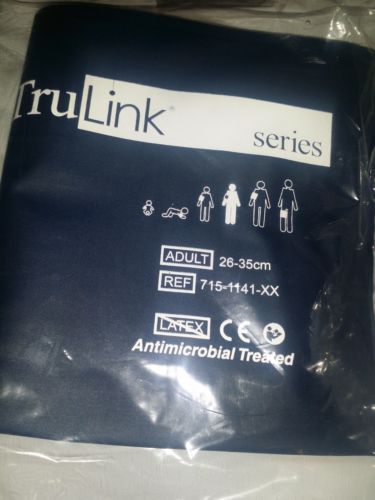 TruLink®
series
ADULT 26-35cm
REF 715-1141-XX
LATEX CE
Antimicrobial Treated